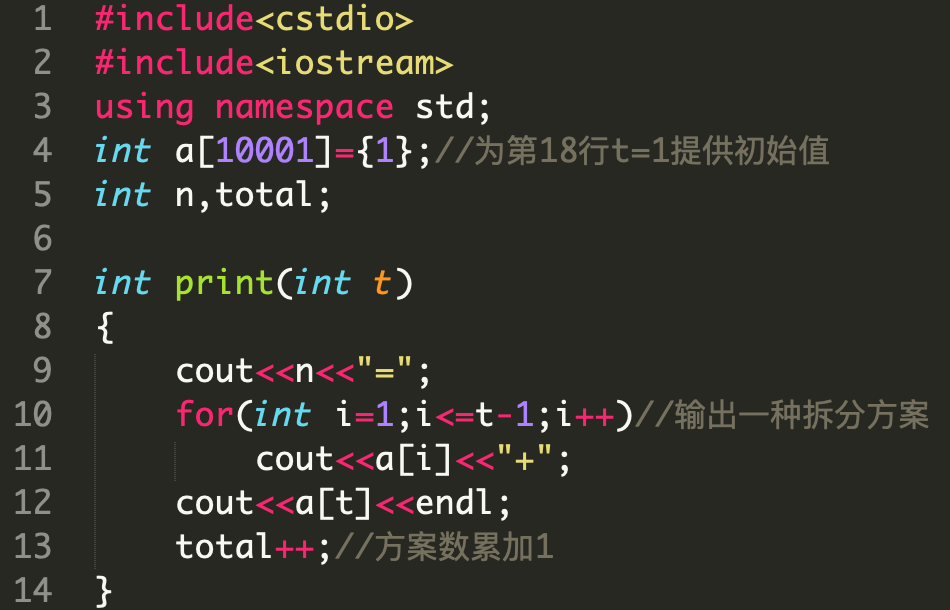 1 #include<cstdio>
2 #include<iostream>
3 using namespace std;
4 int a[10001]={1};//为第18行t=1提供初始值
5 int n,total;
6
7 int print(int t)
8 {
9 cout<<n<<"=";
10 for(int i=1;i<=t-1;i++)//输出一种拆分方案
11 cout<<a[i]<<"+";
12 cout<<a[t]<<endl;
13 total++;//方案数累加1
14 }